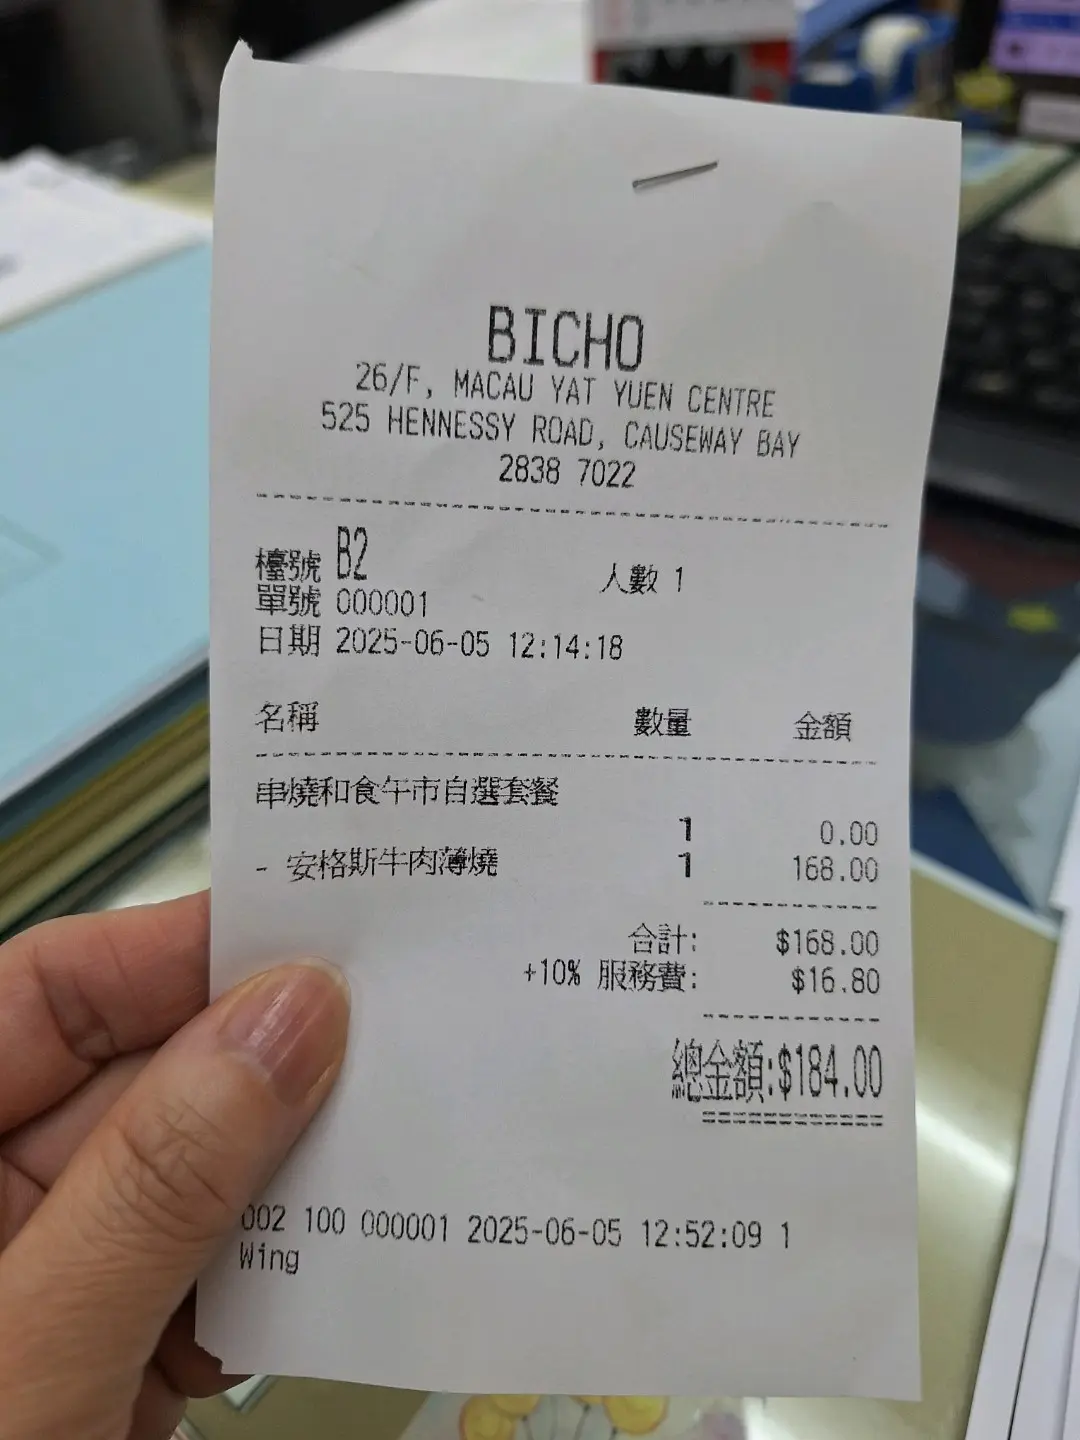 BICHO
26/F, MACAU YAT YUEN CENTRE
525 HENNESSY ROAD, CAUSEWAY BAY
2838 7022
檯號 B2 人數 1
單號 000001
日期 2025-06-05 12:14:18
名稱 數量 金額
串燒和食午市自選套餐
1 0.00
- 安格斯牛肉薄燒 1 168.00
合計: $168.00
+10% 服務費: $16.80
總金額:$184.00
002 100 000001 2025-06-05 12:52:09 1
Wing